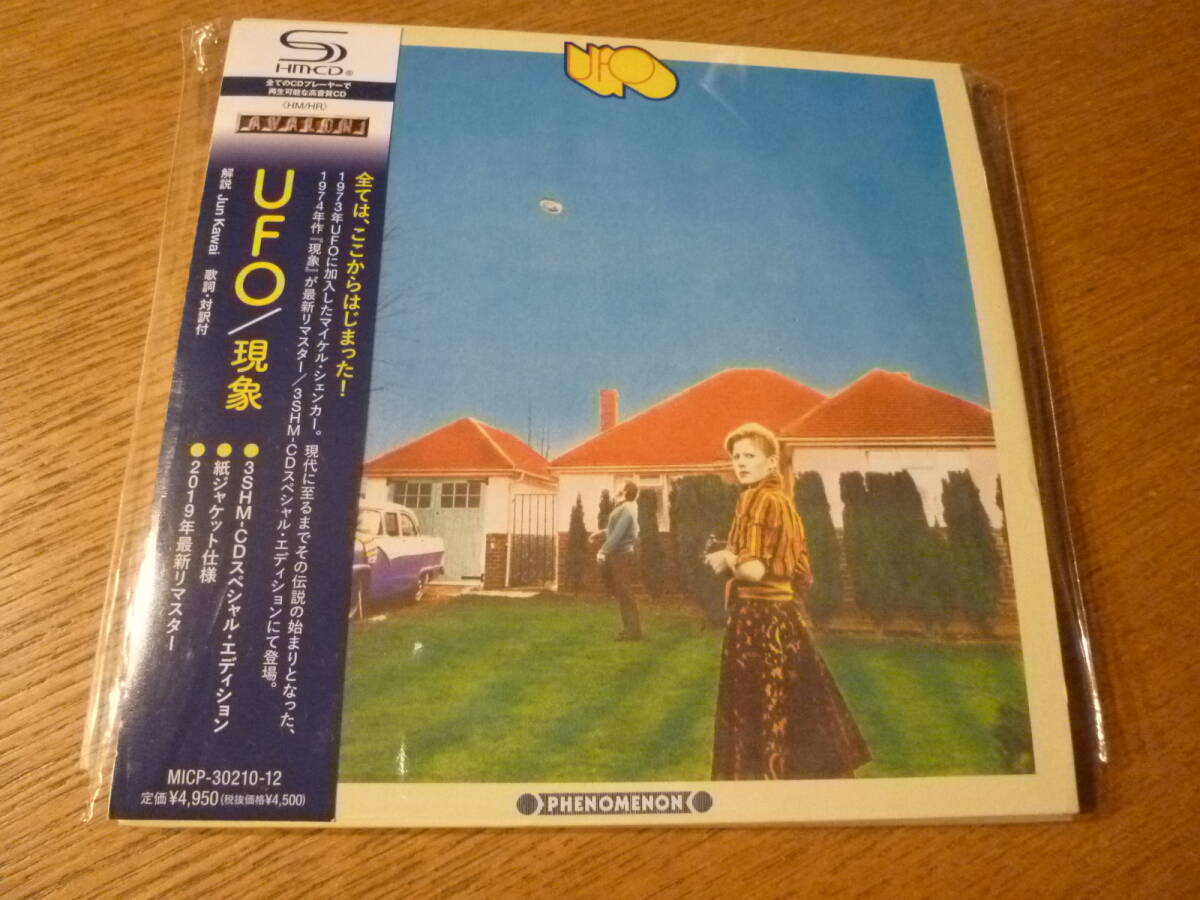 SHM-CD®
全てのCDプレーヤーで
再生可能な高音質CD
〈HM/HR〉
AVALON
全ては、ここからはじまった!
1973年UFOに加入したマイケル・シェンカー。現代に至るまでその伝説の始まりとなった、
1974年作『現象』が最新リマスター/3SHM-CDスペシャル・エディションにて登場。
UFO/現象
●3SHM-CDスペシャル・エディション
●紙ジャケット仕様
●2019年最新リマスター
解説 Jun Kawai 歌詞・対訳付
MICP-30210-12
定価¥4,950(税抜価格¥4,500)
UFO
PHENOMENON